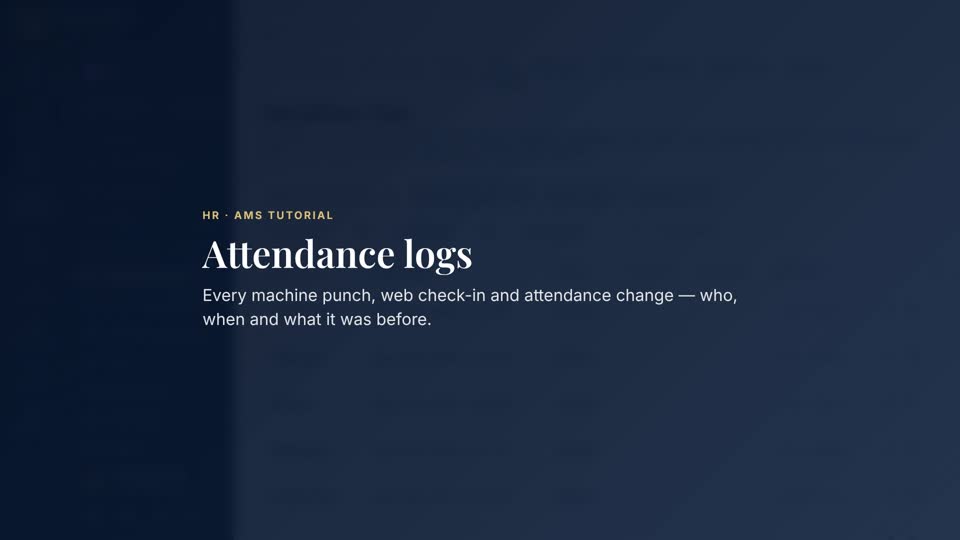 HR · AMS TUTORIAL
Attendance logs
Every machine punch, web check-in and attendance change — who,
when and what it was before.